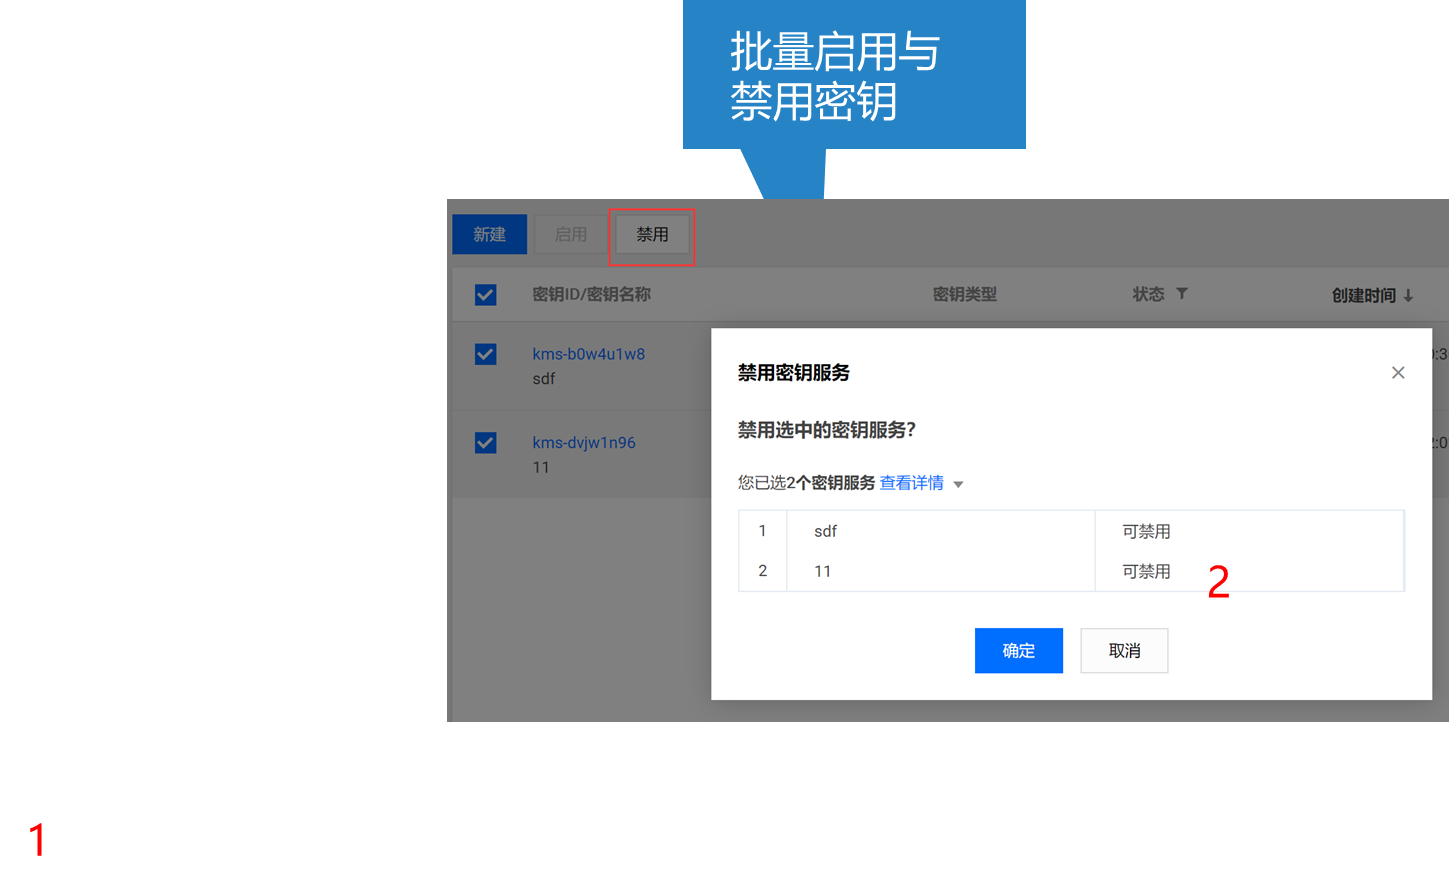 批量启用与
禁用密钥
新建 启用 禁用
密钥ID/密钥名称 密钥类型 状态 创建时间
kms-b0w4u1w8
sdf
kms-dvjw1n96
11
禁用密钥服务
禁用选中的密钥服务?
您已选2个密钥服务 查看详情
1 sdf 可禁用
2 11 可禁用
2
确定 取消
1